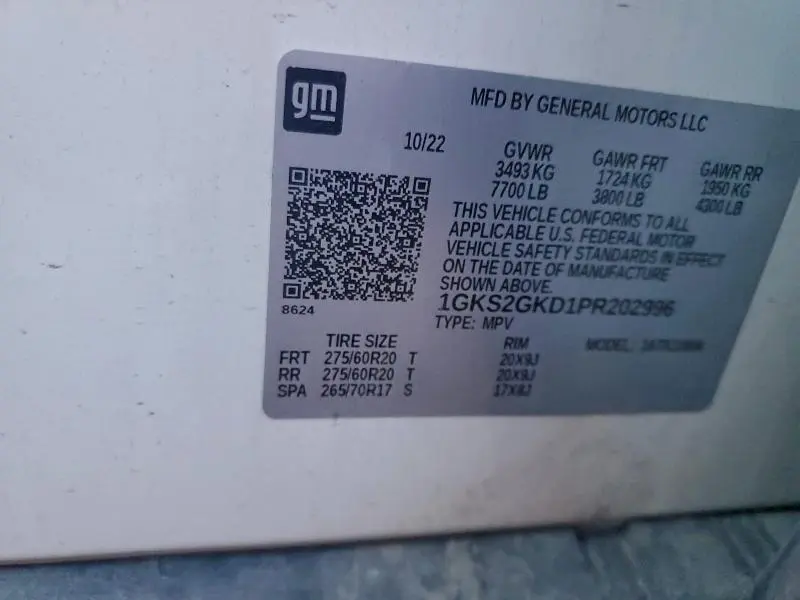 gm
MFD BY GENERAL MOTORS LLC
10/22
GVWR GAWR FRT GAWR RR
3493 KG 1724 KG 1950 KG
7700 LB 3800 LB 4300 LB
THIS VEHICLE CONFORMS TO ALL
APPLICABLE U.S. FEDERAL MOTOR
VEHICLE SAFETY STANDARDS IN EFFECT
ON THE DATE OF MANUFACTURE
SHOWN ABOVE.
8624
1GKS2GKD1PR202996
TYPE: MPV
TIRE SIZE RIM MODEL:
FRT 275/60R20 T 20X9J
RR 275/60R20 T 20X9J
SPA 265/70R17 S 17X8J